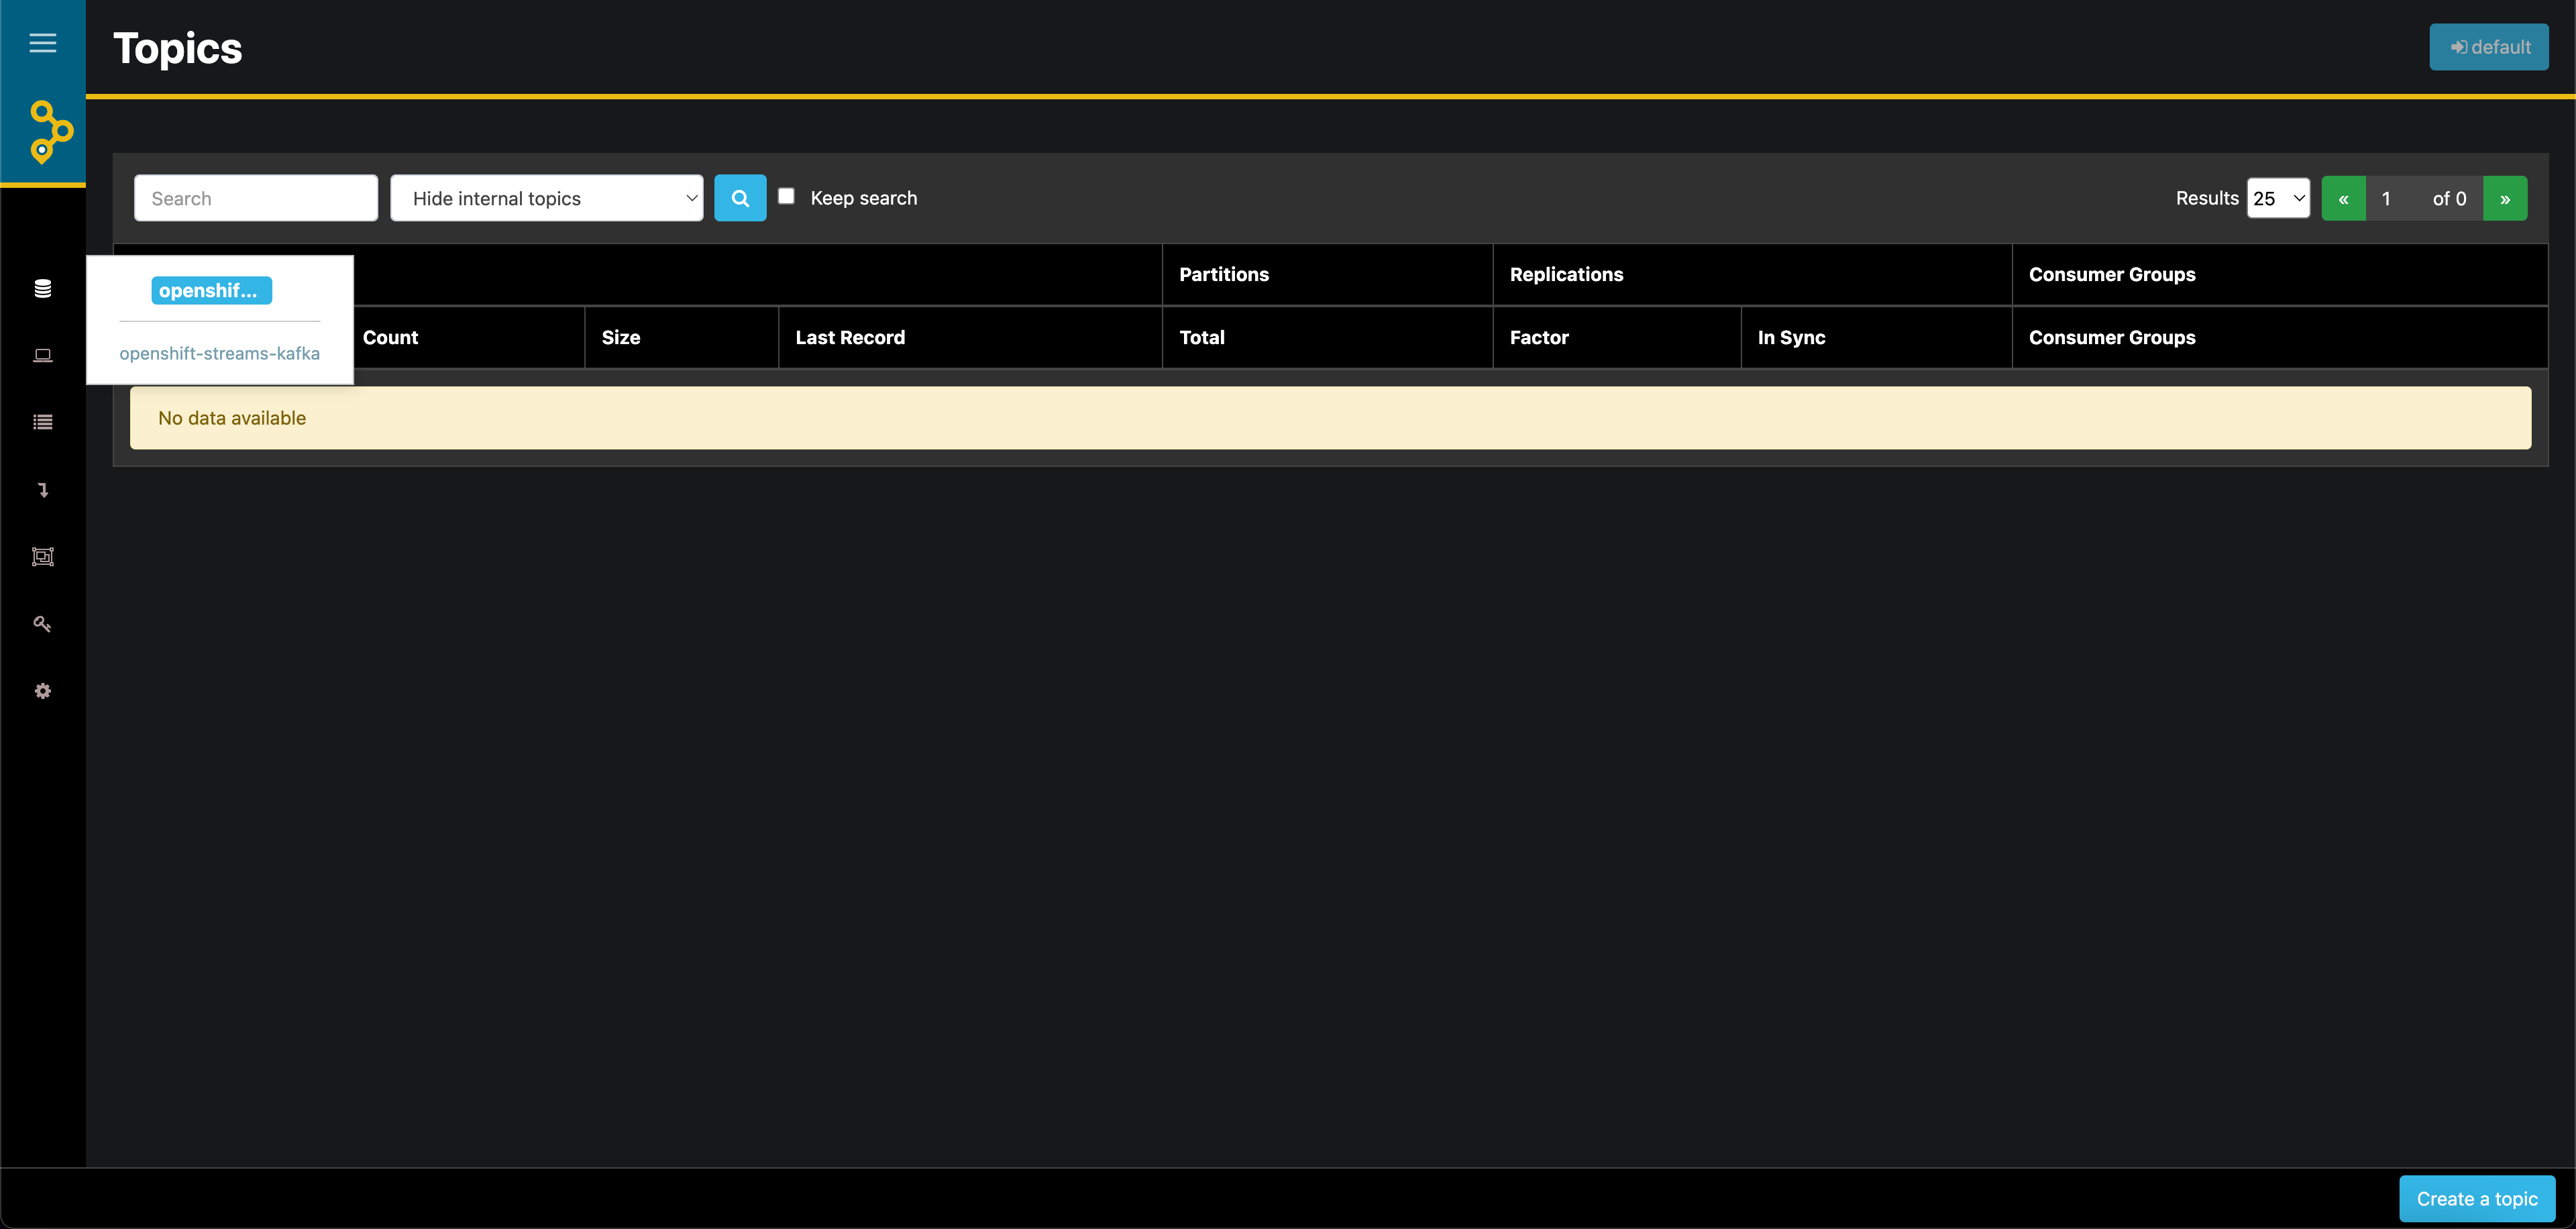 Topics
default
Search
Hide internal topics
Keep search
Results 25 « 1 of 0 »
openshif...
openshift-streams-kafka
Partitions Replications Consumer Groups
Count Size Last Record Total Factor In Sync Consumer Groups
No data available
Create a topic